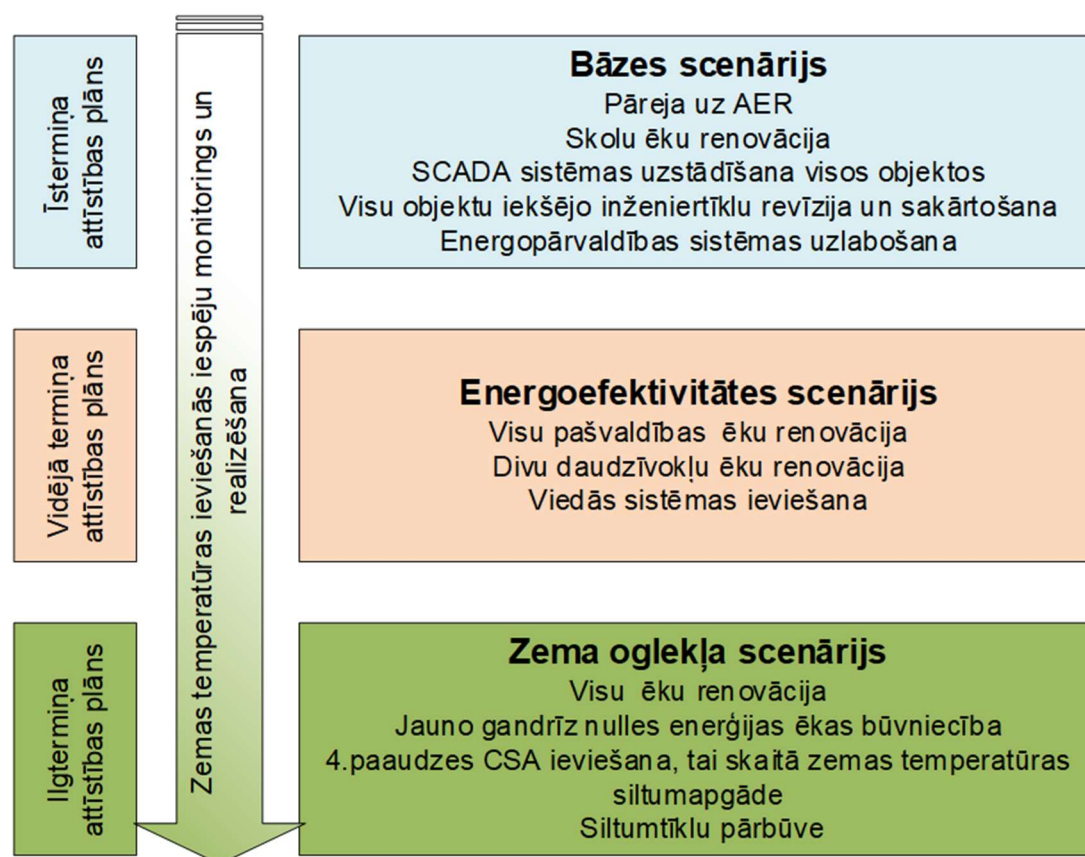 Īstermiņa
attīstības plāns
Zemas temperatūras ieviešanās iespēju monitorings un
realizēšana
Bāzes scenārijs
Pāreja uz AER
Skolu ēku renovācija
SCADA sistēmas uzstādīšana visos objektos
Visu objektu iekšējo inženiertīklu revīzija un sakārtošana
Energopārvaldības sistēmas uzlabošana
Vidējā termiņa
attīstības plāns
Energoefektivitātes scenārijs
Visu pašvaldības ēku renovācija
Divu daudzīvokļu ēku renovācija
Viedās sistēmas ieviešana
Ilgtermiņa
attīstības plāns
Zema oglekļa scenārijs
Visu ēku renovācija
Jauno gandrīz nulles enerģijas ēkas būvniecība
4.paaudzes CSA ieviešana, tai skaitā zemas temperatūras
siltumapgāde
Siltumtīklu pārbūve